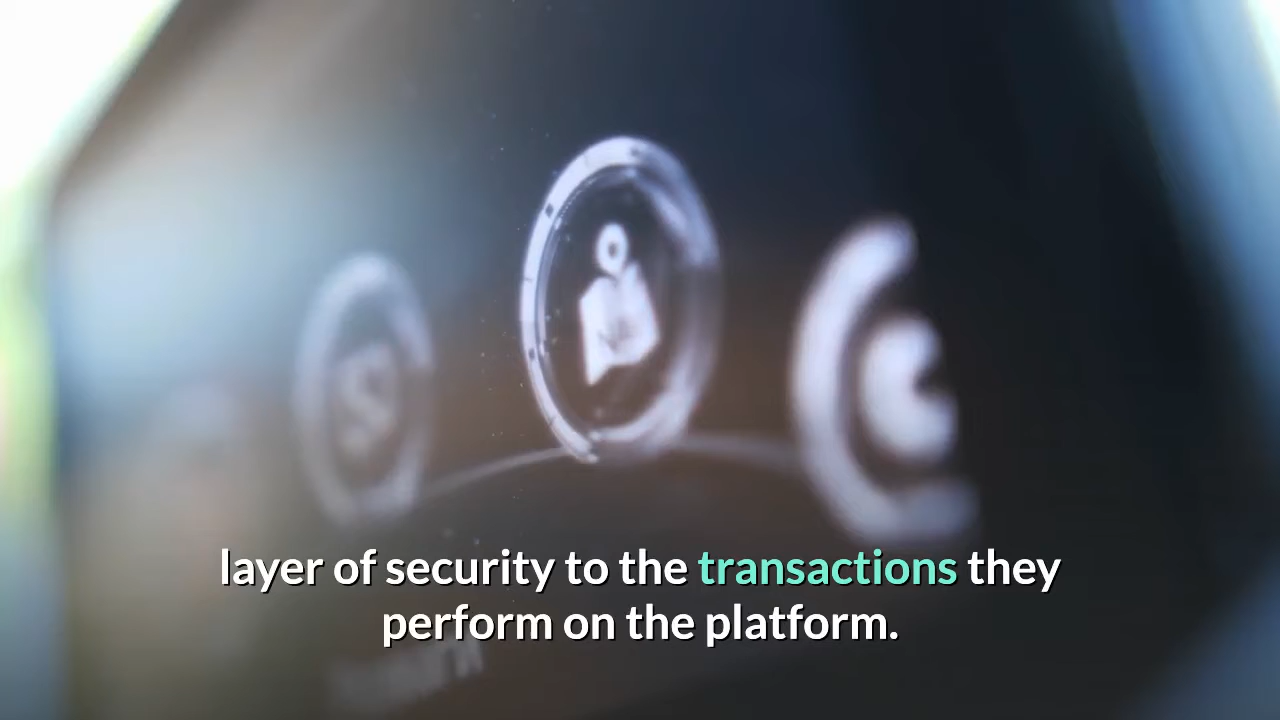 layer of security to the transactions they
perform on the platform.